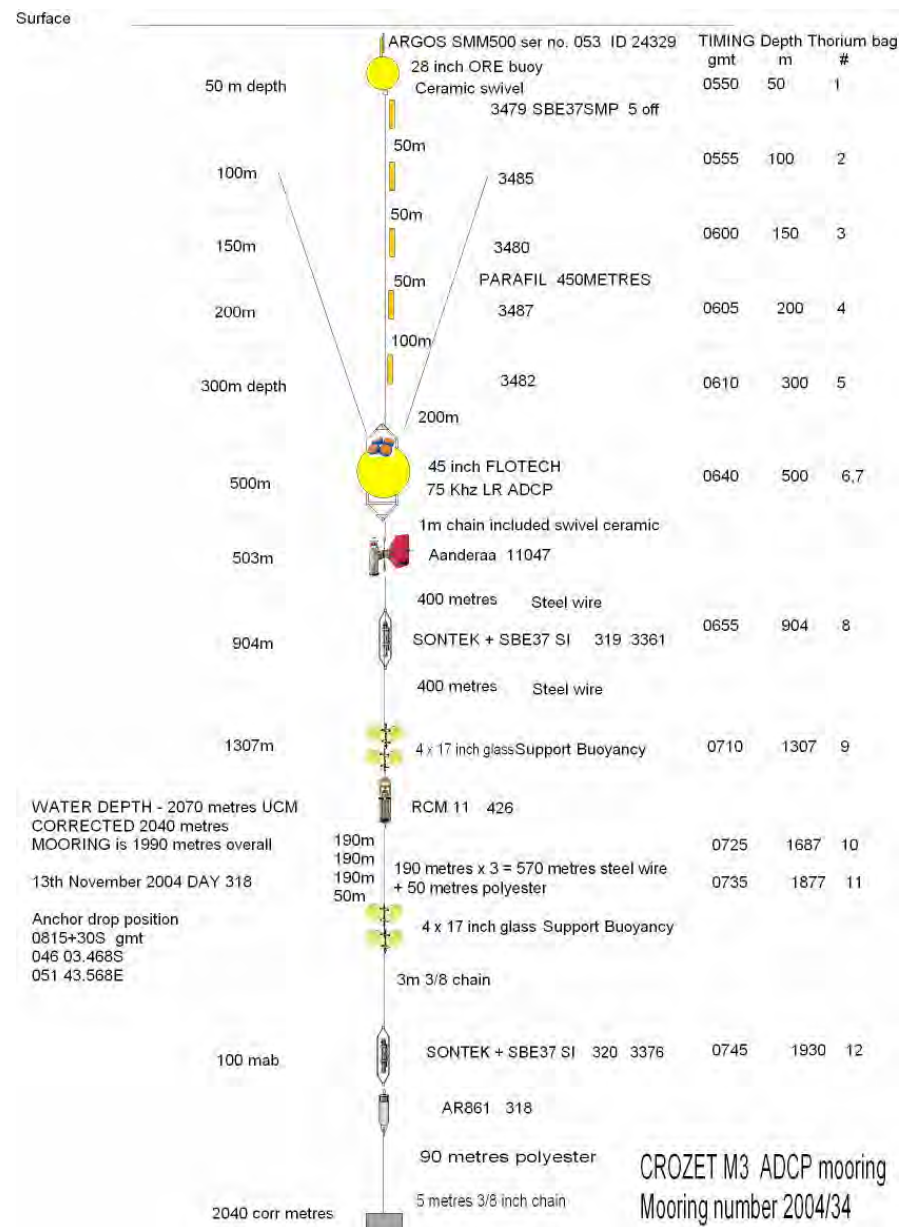 Surface
ARGOS SMM500 ser no. 053 ID 24329 TIMING Depth Thorium bag
gmt m #
28 inch ORE buoy
50 m depth Ceramic swivel 0550 50 1
3479 SBE37SMP 5 off
50m
0555 100 2
100m 3485
50m
0600 150 3
150m 3480
50m PARAFIL 450METRES
200m 3487 0605 200 4
100m
300m depth 3482 0610 300 5
200m
45 inch FLOTECH
500m 75 Khz LR ADCP 0640 500 6,7
1m chain included swivel ceramic
503m Aanderaa 11047
400 metres Steel wire
0655 904 8
904m SONTEK + SBE37 SI 319 3361
400 metres Steel wire
1307m 4 x 17 inch glass Support Buoyancy 0710 1307 9
RCM 11 426
WATER DEPTH - 2070 metres UCM
CORRECTED 2040 metres
MOORING is 1990 metres overall
190m 0725 1687 10
190m
190m 190 metres x 3 = 570 metres steel wire
50m + 50 metres polyester 0735 1877 11
13th November 2004 DAY 318
Anchor drop position
0815+30S gmt
046 03.468S
051 43.568E
4 x 17 inch glass Support Buoyancy
3m 3/8 chain
100 mab SONTEK + SBE37 SI 320 3376 0745 1930 12
AR861 318
90 metres polyester
CROZET M3 ADCP mooring
5 metres 3/8 inch chain
Mooring number 2004/34
2040 corr metres